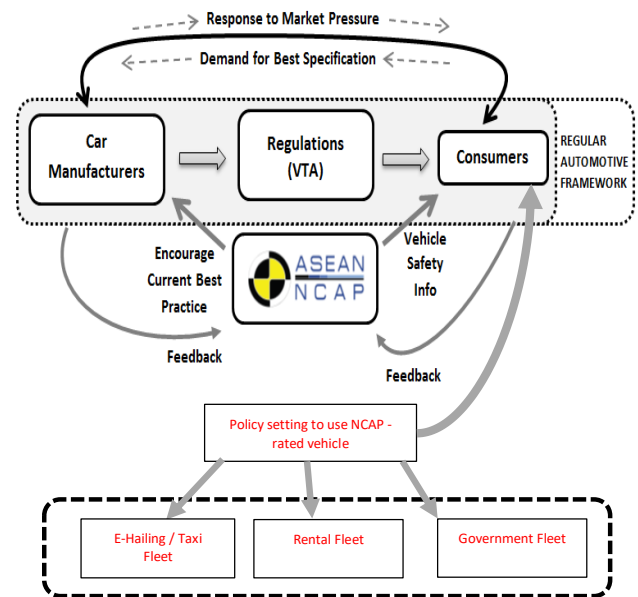 Response to Market Pressure
Demand for Best Specification
Car
Manufacturers
Regulations
(VTA)
Consumers
REGULAR
AUTOMOTIVE
FRAMEWORK
Encourage
Current Best
Practice
ASEAN
NCAP
Vehicle
Safety
Info
Feedback
Feedback
Policy setting to use NCAP -
rated vehicle
E-Hailing / Taxi
Fleet
Rental Fleet
Government Fleet